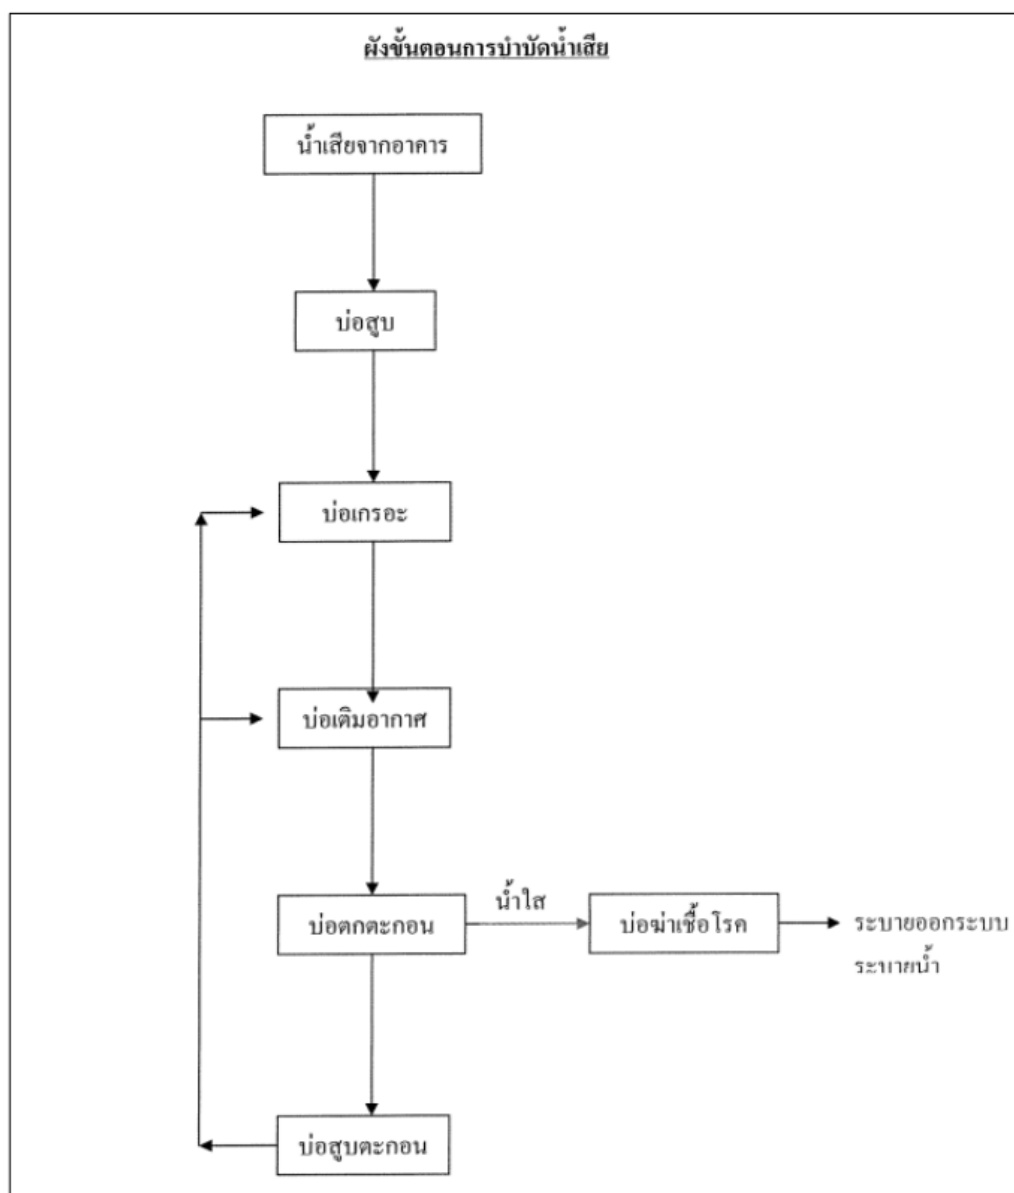 ผังขั้นตอนการบำบัดน้ำเสีย
น้ำเสียจากอาคาร
บ่อสูบ
บ่อเกรอะ
บ่อเติมอากาศ
น้ำใส
บ่อตกตะกอน
บ่อฆ่าเชื้อโรค
ระบายออกระบบ
ระบายน้ำ
บ่อสูบตะกอน